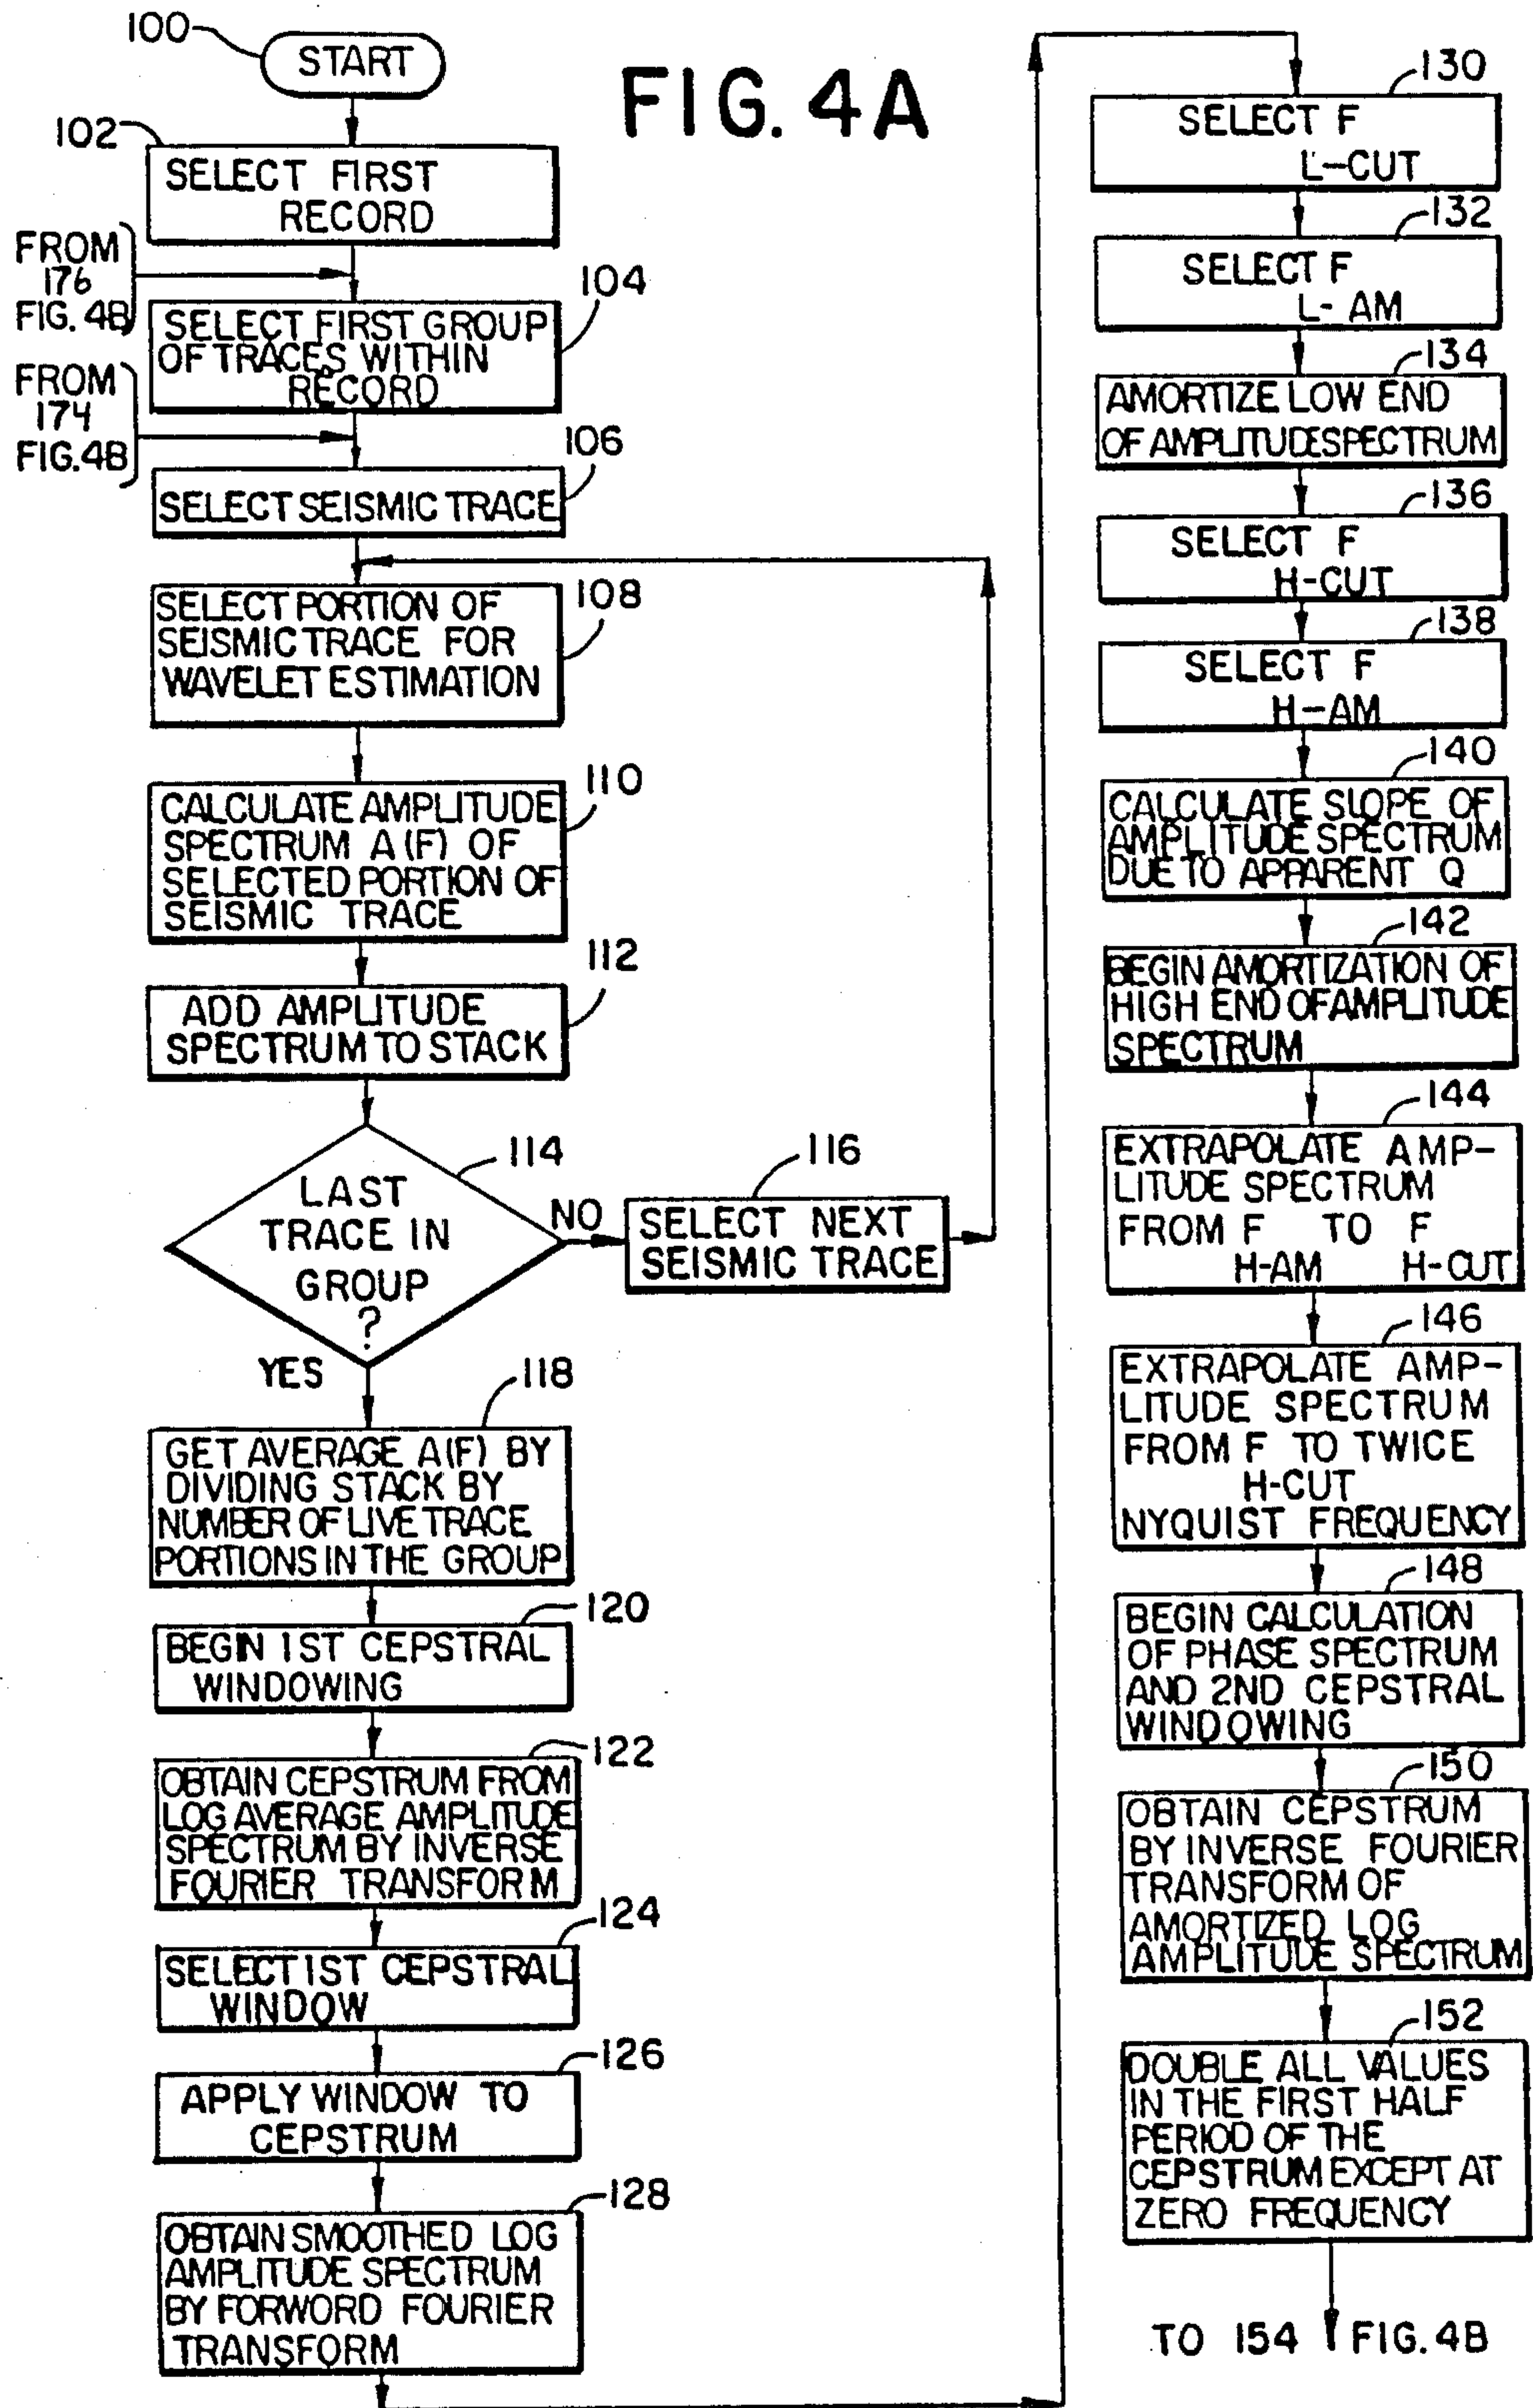 FIG. 4A
100
START
102
SELECT FIRST
RECORD
FROM
176
FIG. 4B
104
SELECT FIRST GROUP
OF TRACES WITHIN
RECORD
FROM
174
FIG.4B
106
SELECT SEISMIC TRACE
108
SELECT PORTION OF
SEISMIC TRACE FOR
WAVELET ESTIMATION
110
CALCULATE AMPLITUDE
SPECTRUM A (F) OF
SELECTED PORTION OF
SEISMIC TRACE
112
ADD AMPLITUDE
SPECTRUM TO STACK
114
LAST
TRACE IN
GROUP
?
NO
116
SELECT NEXT
SEISMIC TRACE
YES
118
GET AVERAGE A(F) BY
DIVIDING STACK BY
NUMBER OF LIVE TRACE
PORTIONS IN THE GROUP
120
BEGIN 1ST CEPSTRAL
WINDOWING
122
OBTAIN CEPSTRUM FROM
LOG AVERAGE AMPLITUDE
SPECTRUM BY INVERSE
FOURIER TRANSFORM
124
SELECT 1ST CEPSTRAL
WINDOW
126
APPLY WINDOW TO
CEPSTRUM
128
OBTAIN SMOOTHED LOG
AMPLITUDE SPECTRUM
BY FORWORD FOURIER
TRANSFORM
130
SELECT F
L-CUT
132
SELECT F
L- AM
134
AMORTIZE LOW END
OF AMPLITUDE SPECTRUM
136
SELECT F
H-CUT
138
SELECT F
H-AM
140
CALCULATE SLOPE OF
AMPLITUDE SPECTRUM
DUE TO APPARENT Q
142
BEGIN AMORTIZATION OF
HIGH END OF AMPLITUDE
SPECTRUM
144
EXTRAPOLATE AMP-
LITUDE SPECTRUM
FROM F TO F
H-AM H-CUT
146
EXTRAPOLATE AMP-
LITUDE SPECTRUM
FROM F TO TWICE
H-CUT
NYQUIST FREQUENCY
148
BEGIN CALCULATION
OF PHASE SPECTRUM
AND 2ND CEPSTRAL
WINDOWING
150
OBTAIN CEPSTRUM
BY INVERSE FOURIER
TRANSFORM OF
AMORTIZED LOG
AMPLITUDE SPECTRUM
152
DOUBLE ALL VALUES
IN THE FIRST HALF
PERIOD OF THE
CEPSTRUM EXCEPT AT
ZERO FREQUENCY
TO 154 FIG. 4B